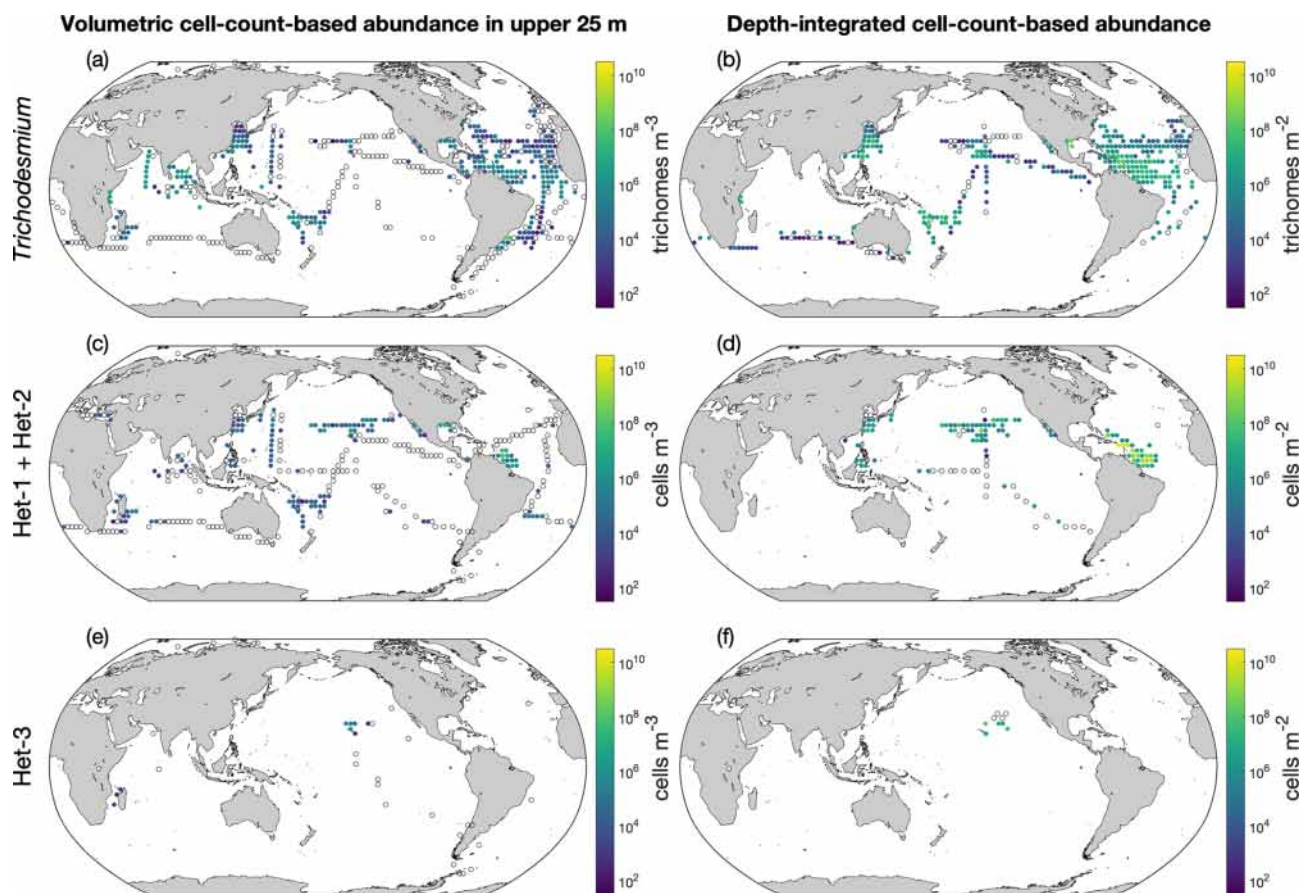 Volumetric cell-count-based abundance in upper 25 m
Depth-integrated cell-count-based abundance
Trichodesmium
(a)
10¹⁰
10⁸
10⁶
10⁴
10²
trichomes m⁻³
(b)
10¹⁰
10⁸
10⁶
10⁴
10²
trichomes m⁻²
Het-1 + Het-2
(c)
10¹⁰
10⁸
10⁶
10⁴
10²
cells m⁻³
(d)
10¹⁰
10⁸
10⁶
10⁴
10²
cells m⁻²
Het-3
(e)
10¹⁰
10⁸
10⁶
10⁴
10²
cells m⁻³
(f)
10¹⁰
10⁸
10⁶
10⁴
10²
cells m⁻²